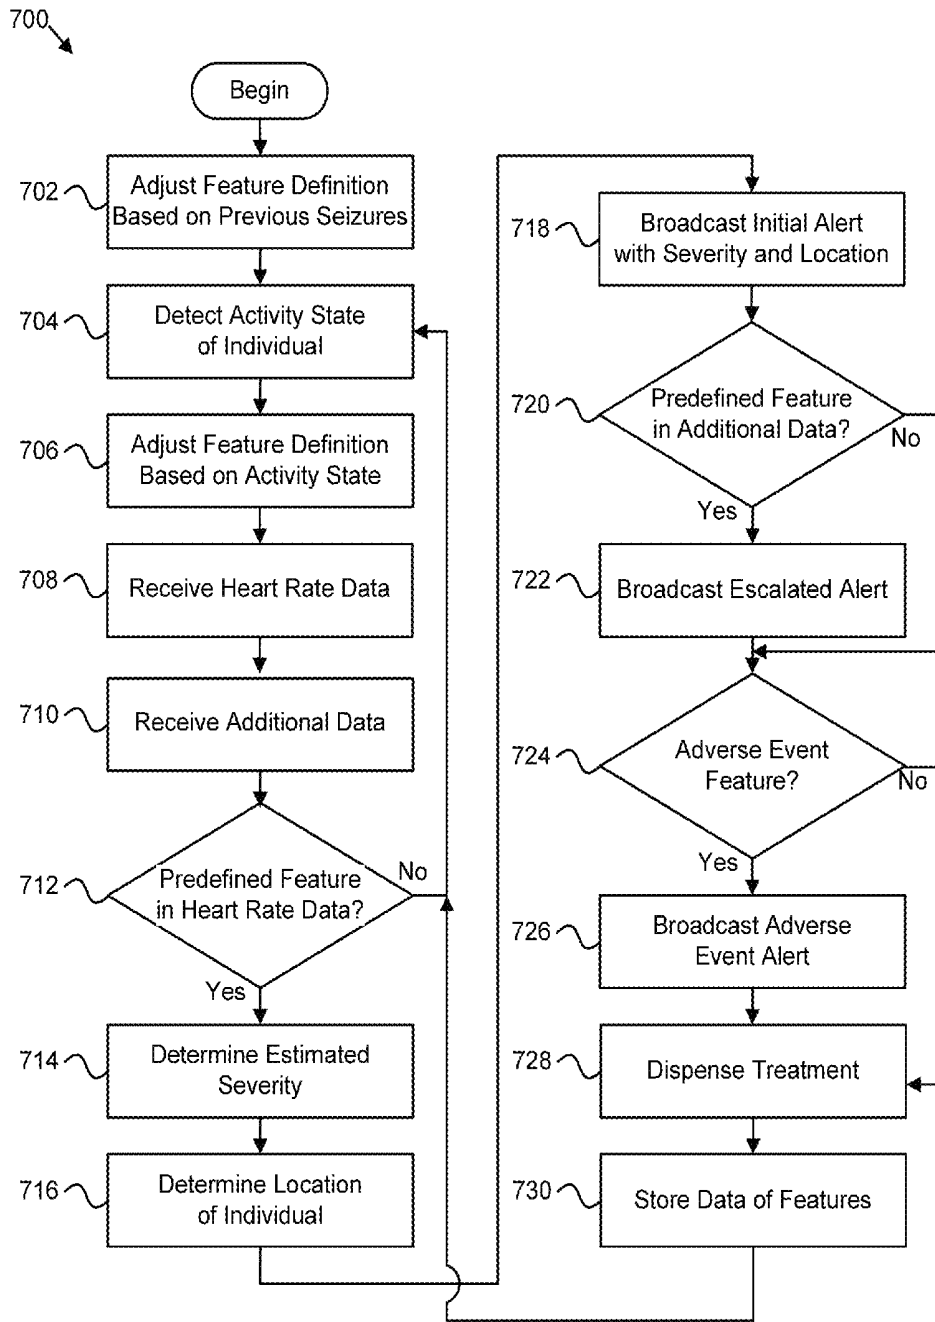 700
Begin
702
Adjust Feature Definition
Based on Previous Seizures
704
Detect Activity State
of Individual
706
Adjust Feature Definition
Based on Activity State
708
Receive Heart Rate Data
710
Receive Additional Data
712
Predefined Feature
in Heart Rate Data?
No
Yes
714
Determine Estimated
Severity
716
Determine Location
of Individual
718
Broadcast Initial Alert
with Severity and Location
720
Predefined Feature
in Additional Data?
No
Yes
722
Broadcast Escalated Alert
724
Adverse Event
Feature?
No
Yes
726
Broadcast Adverse
Event Alert
728
Dispense Treatment
730
Store Data of Features